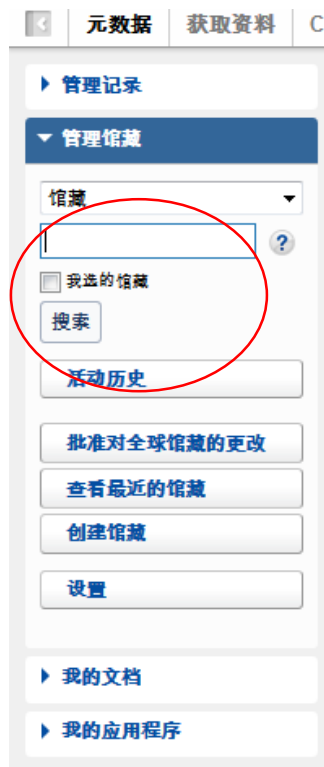 元数据 获取资料 C
管理记录
管理馆藏
馆藏
?
我选的馆藏
搜索
活动历史
批准对全球馆藏的更改
查看最近的馆藏
创建馆藏
设置
我的文档
我的应用程序